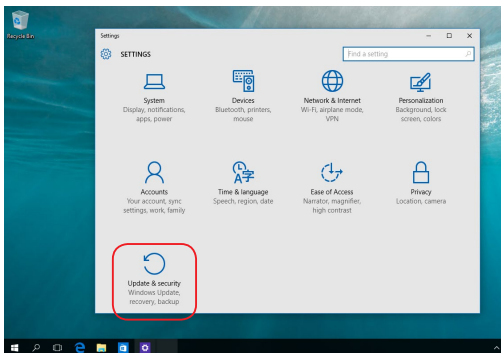 Recycle Bin
Settings
SETTINGS
Find a setting
System
Display, notifications,
apps, power
Devices
Bluetooth, printers,
mouse
Network & Internet
Wi-Fi, airplane mode,
VPN
Personalization
Background, lock
screen, colors
Accounts
Your account, sync
settings, work, family
Time & language
Speech, region, date
Ease of Access
Narrator, magnifier,
high contrast
Privacy
Location, camera
Update & security
Windows Update,
recovery, backup